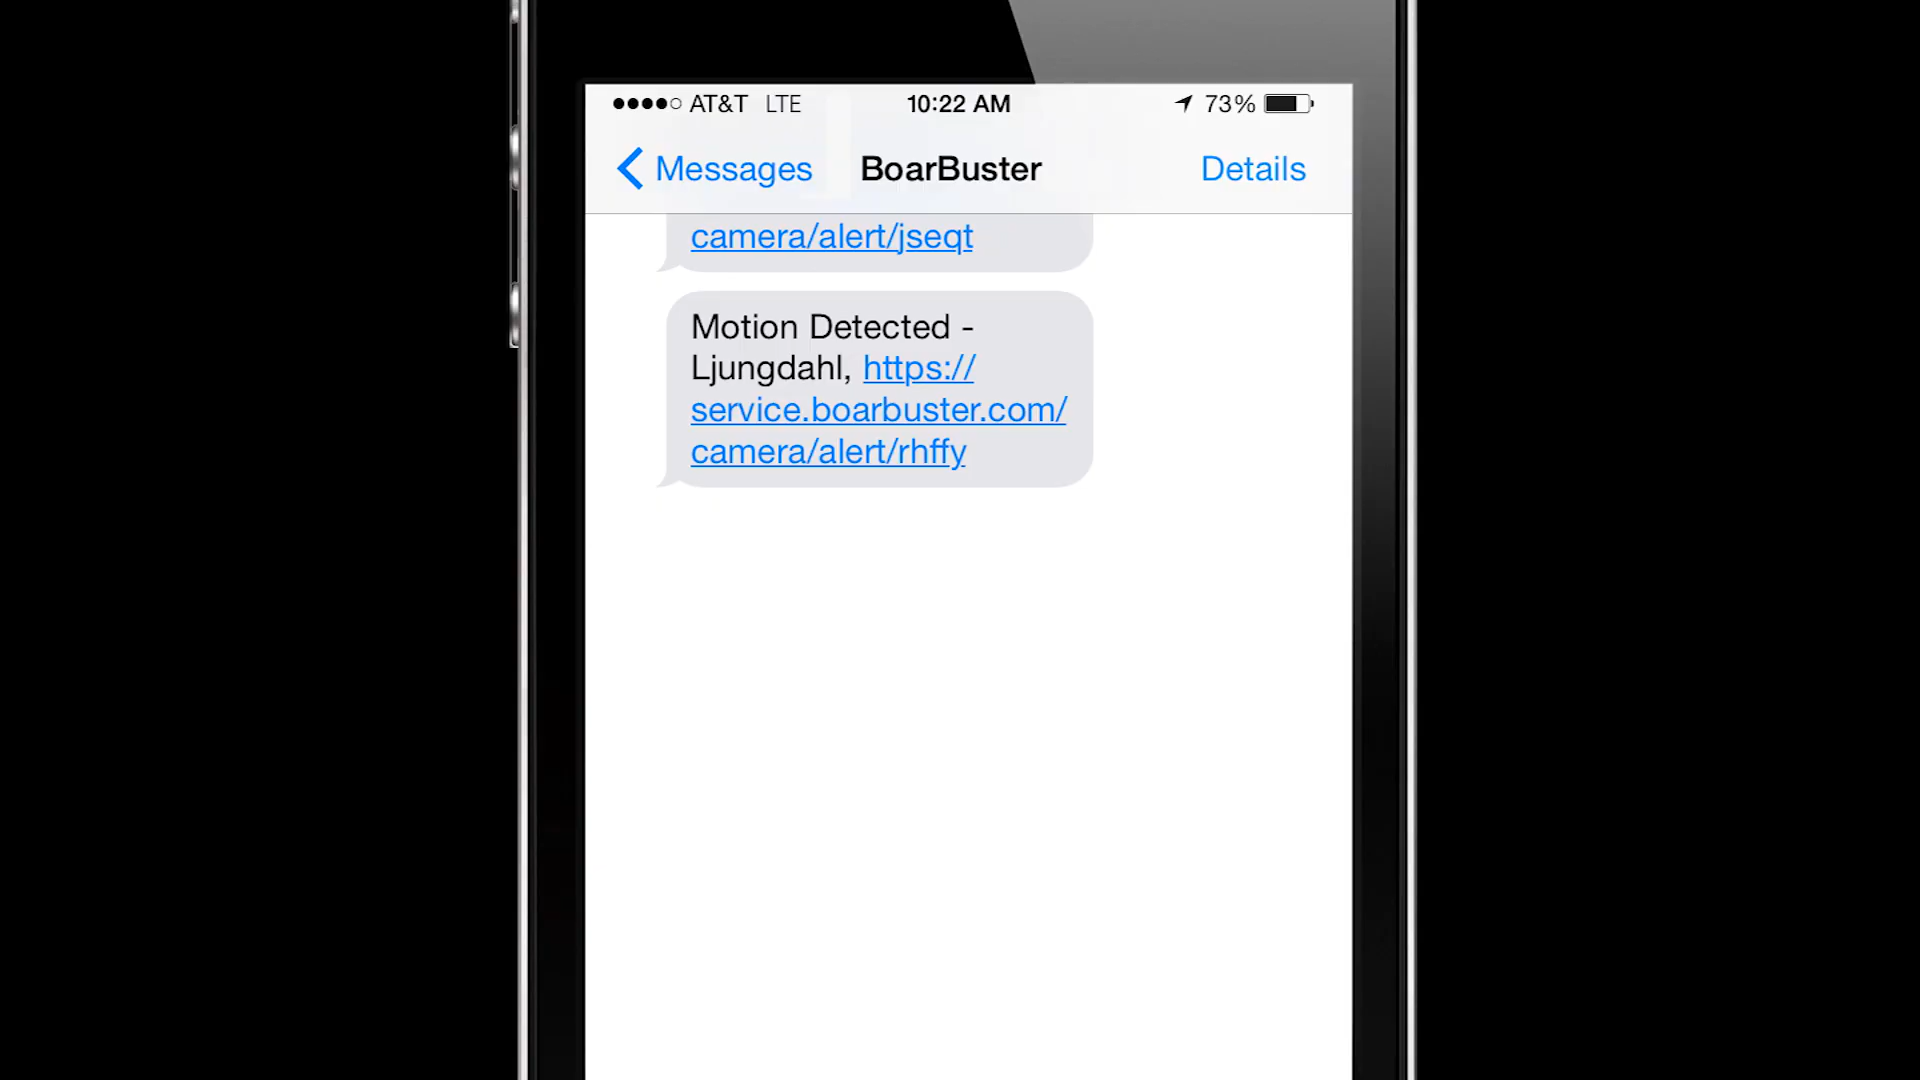 AT&T LTE 10:22 AM 73%
Messages BoarBuster Details
camera/alert/jseqt
Motion Detected -
Ljungdahl, https://
service.boarbuster.com/
camera/alert/rhffy